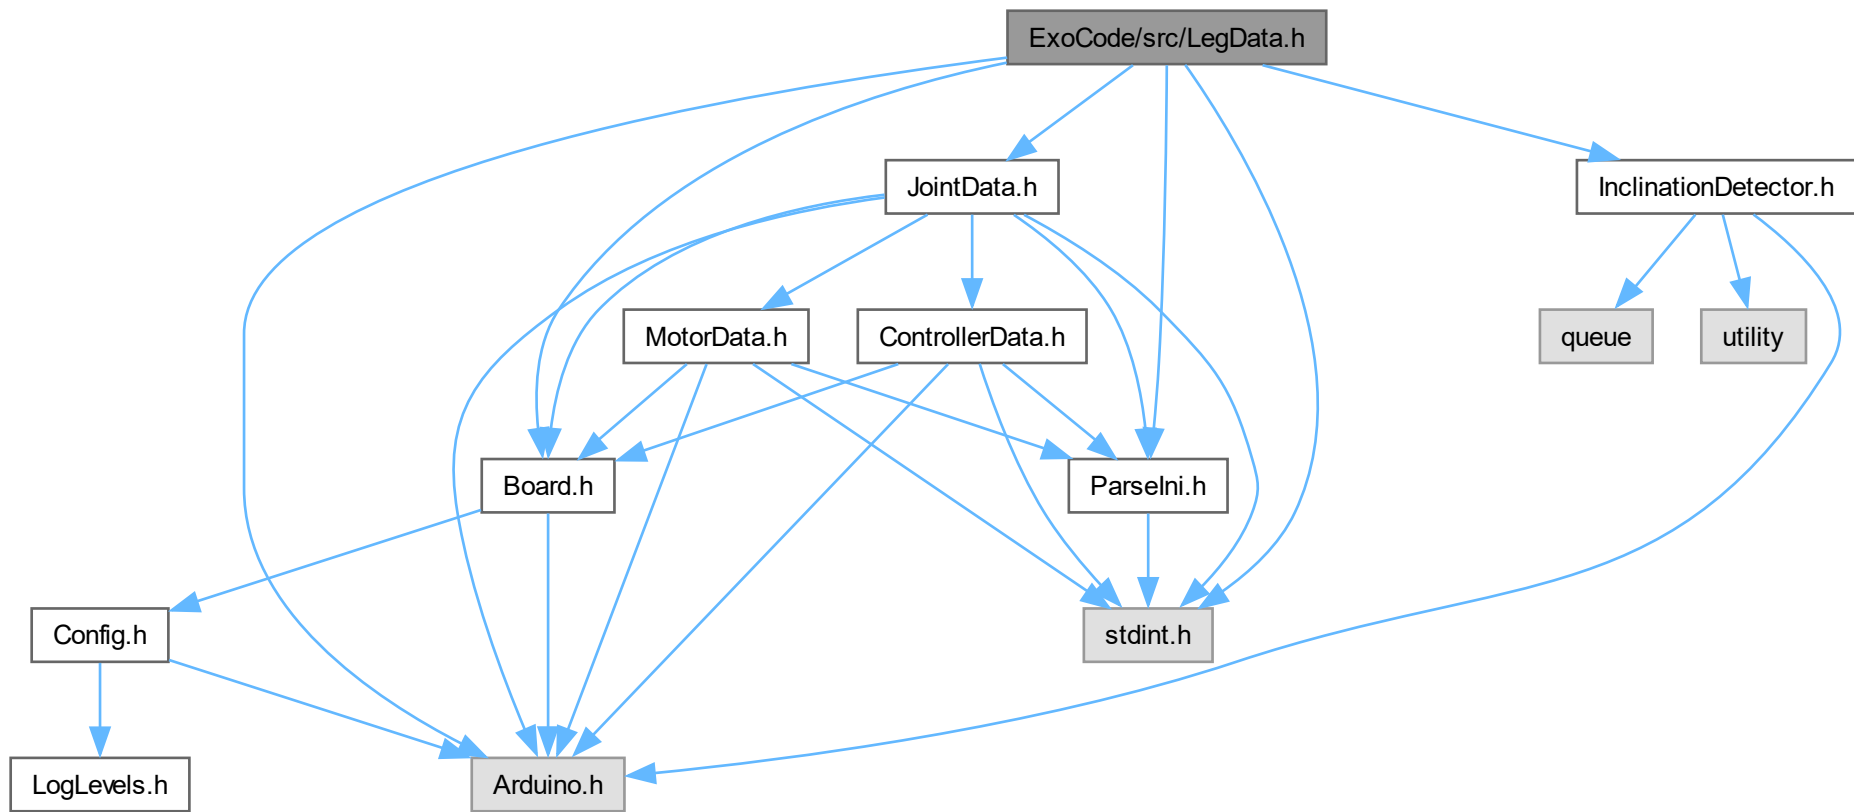 ExoCode/src/LegData.h
JointData.h
InclinationDetector.h
MotorData.h
ControllerData.h
queue
utility
Board.h
ParseIni.h
Config.h
stdint.h
LogLevels.h
Arduino.h